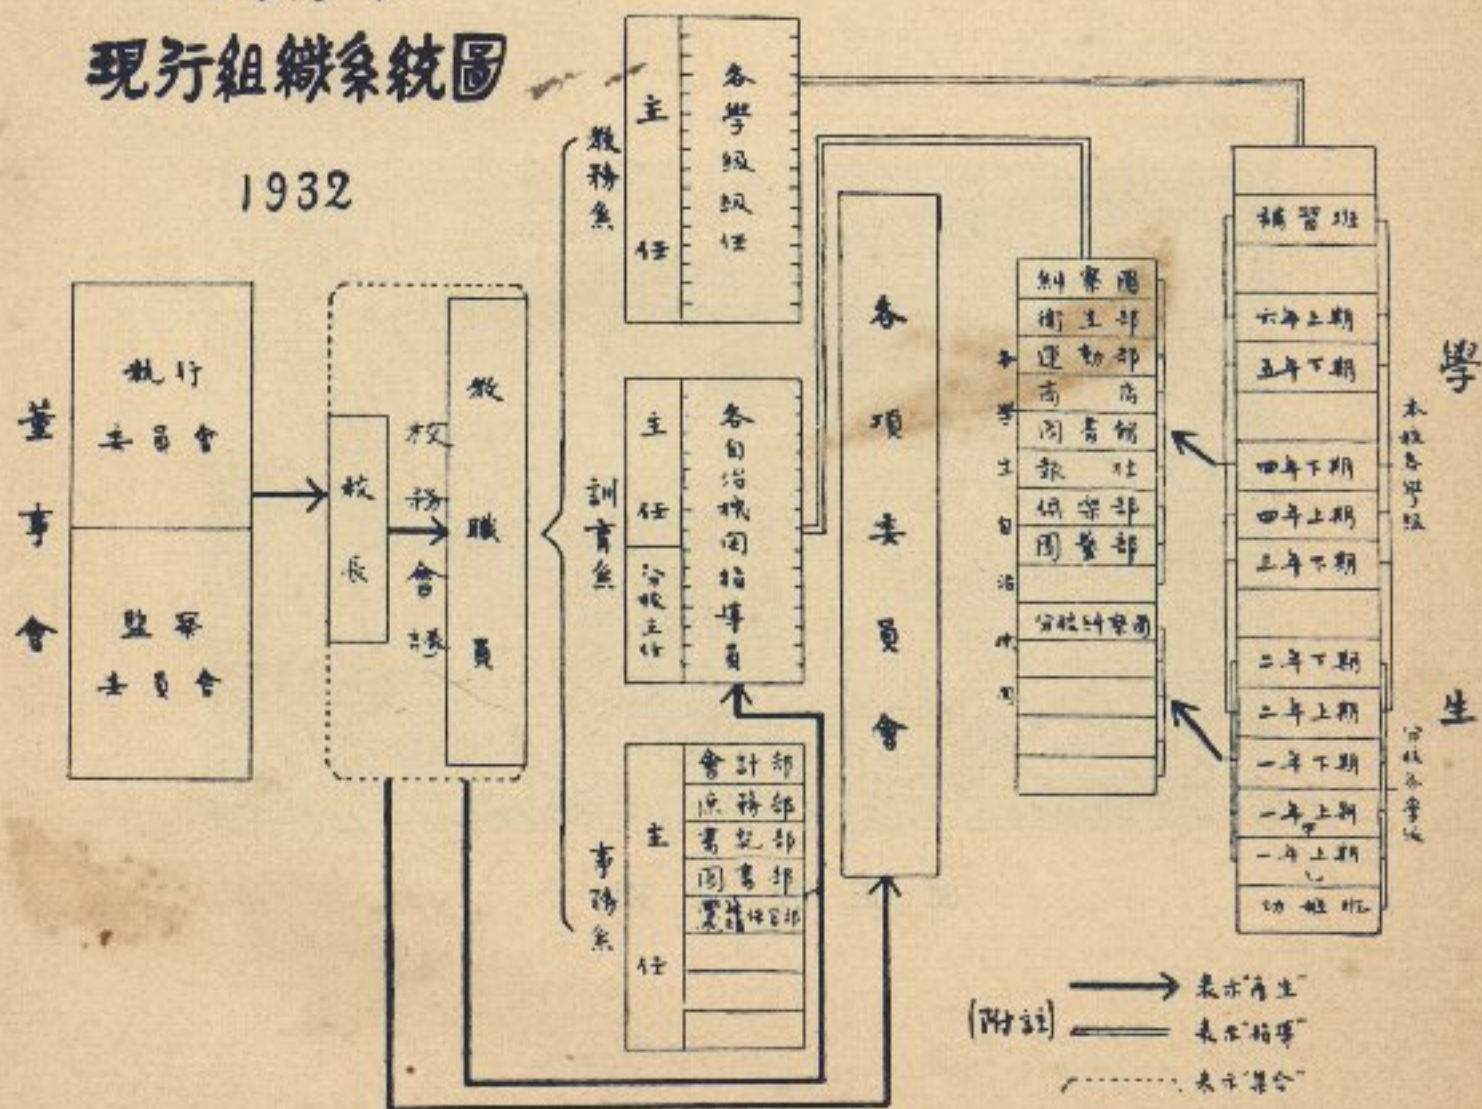 現行組織系統圖
1932
董事會
執行
委員會
監察
委員會
校長
校務會議
教職員
教務系
主任
各學級級任
訓育系
主任
分校主任
各自治機関指導員
事務系
主任
會計部
庶務部
書記部
圖書部
各項委員會
各學生自治機関
糾察團
衛生部
運動部
商店
圖書館
報社
俱樂部
園藝部
分校糾察團
補習班
六年上期
五年下期
四年下期
四年上期
三年下期
二年下期
二年上期
一年下期
一年上期
一年上期
幼稚班
本校各學級
分校各學級
學生
(附註)
表示"產生"
表示"指導"
表示"集合"